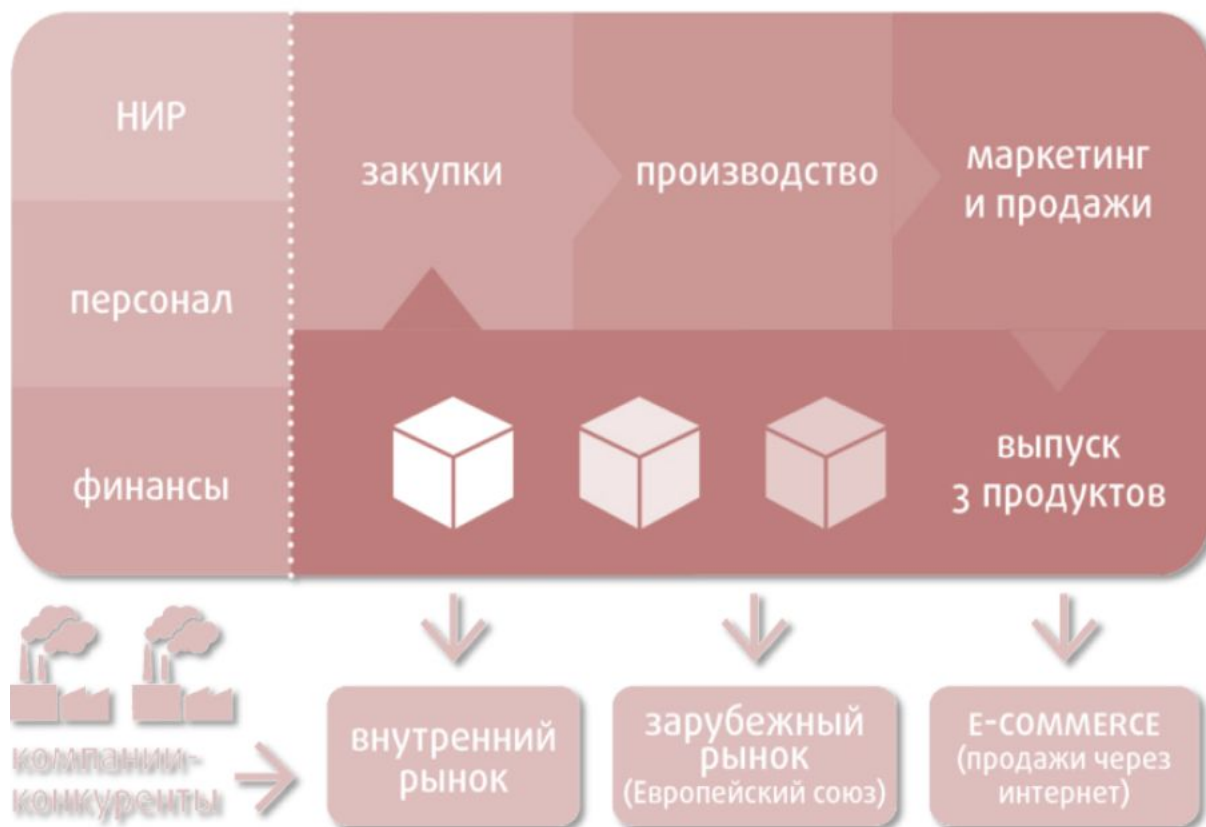 НИР
закупки
производство
маркетинг
и продажи
персонал
финансы
выпуск
3 продуктов
компании-
конкуренты
внутренний
рынок
зарубежный
рынок
(Европейский союз)
E-COMMERCE
(продажи через
интернет)